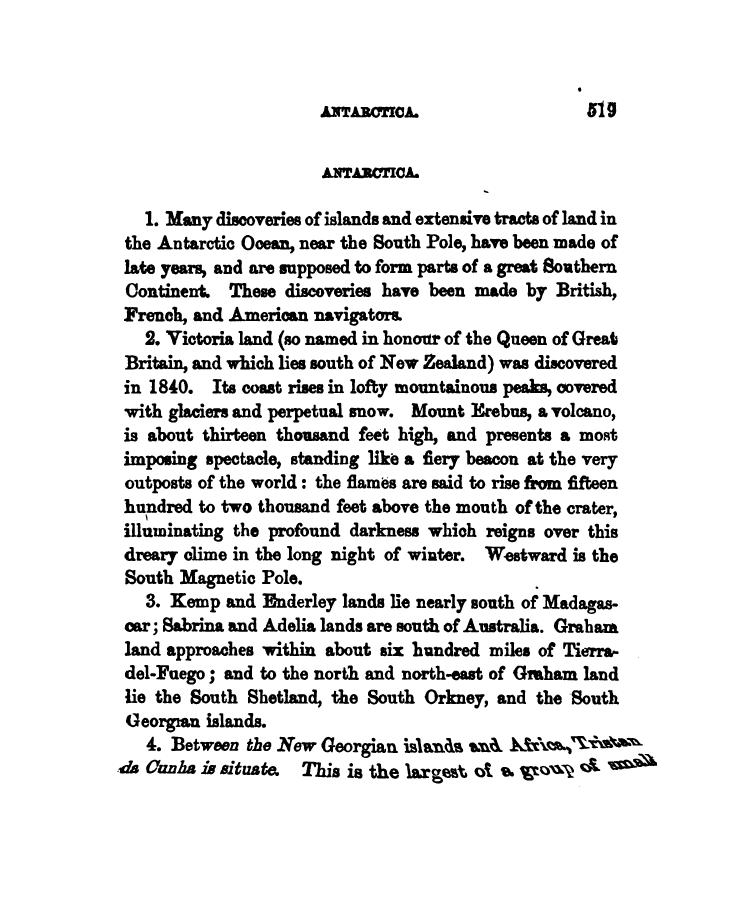 ANTARCTICA. 519
ANTARCTICA.
1. Many discoveries of islands and extensive tracts of land in
the Antarctic Ocean, near the South Pole, have been made of
late years, and are supposed to form parts of a great Southern
Continent. These discoveries have been made by British,
French, and American navigators.
2. Victoria land (so named in honour of the Queen of Great
Britain, and which lies south of New Zealand) was discovered
in 1840. Its coast rises in lofty mountainous peaks, covered
with glaciers and perpetual snow. Mount Erebus, a volcano,
is about thirteen thousand feet high, and presents a most
imposing spectacle, standing like a fiery beacon at the very
outposts of the world : the flames are said to rise from fifteen
hundred to two thousand feet above the mouth of the crater,
illuminating the profound darkness which reigns over this
dreary clime in the long night of winter. Westward is the
South Magnetic Pole.
3. Kemp and Enderley lands lie nearly south of Madagas-
car; Sabrina and Adelia lands are south of Australia. Graham
land approaches within about six hundred miles of Tierra-
del-Fuego; and to the north and north-east of Graham land
lie the South Shetland, the South Orkney, and the South
Georgian islands.
4. Between the New Georgian islands and Africa, Tristan
da Cunha is situate. This is the largest of a group of small